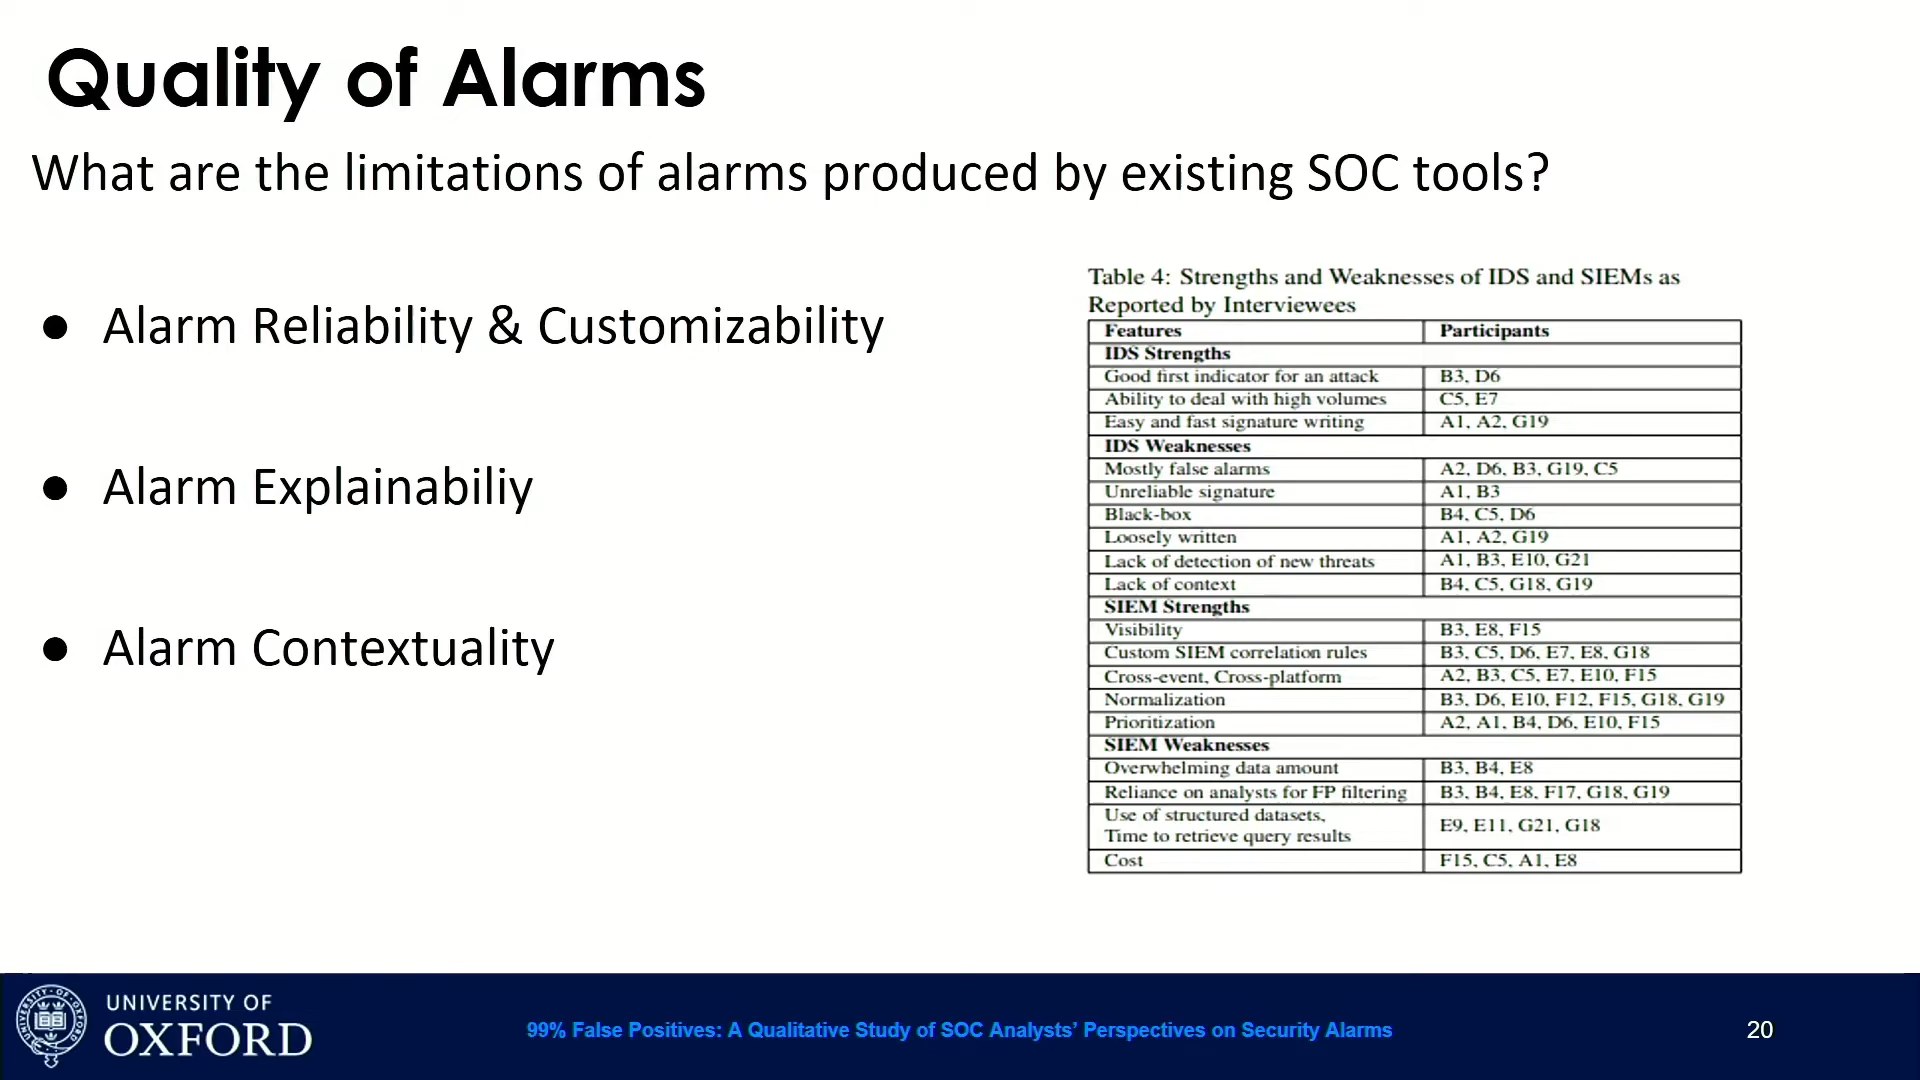 Quality of Alarms
What are the limitations of alarms produced by existing SOC tools?
● Alarm Reliability & Customizability
● Alarm Explainabiliy
● Alarm Contextuality
Table 4: Strengths and Weaknesses of IDS and SIEMs as
Reported by Interviewees
Features Participants
IDS Strengths
Good first indicator for an attack B3, D6
Ability to deal with high volumes C5, E7
Easy and fast signature writing A1, A2, G19
IDS Weaknesses
Mostly false alarms A2, D6, B3, G19, C5
Unreliable signature A1, B3
Black-box B4, C5, D6
Loosely written A1, A2, G19
Lack of detection of new threats A1, B3, E10, G21
Lack of context B4, C5, G18, G19
SIEM Strengths
Visibility B3, E8, F15
Custom SIEM correlation rules B3, C5, D6, E7, E8, G18
Cross-event, Cross-platform A2, B3, C5, E7, E10, F15
Normalization B3, D6, E10, F12, F15, G18, G19
Prioritization A2, A1, B4, D6, E10, F15
SIEM Weaknesses
Overwhelming data amount B3, B4, E8
Reliance on analysts for FP filtering B3, B4, E8, F17, G18, G19
Use of structured datasets,
Time to retrieve query results E9, E11, G21, G18
Cost F15, C5, A1, E8
UNIVERSITY OF
OXFORD
99% False Positives: A Qualitative Study of SOC Analysts' Perspectives on Security Alarms
20